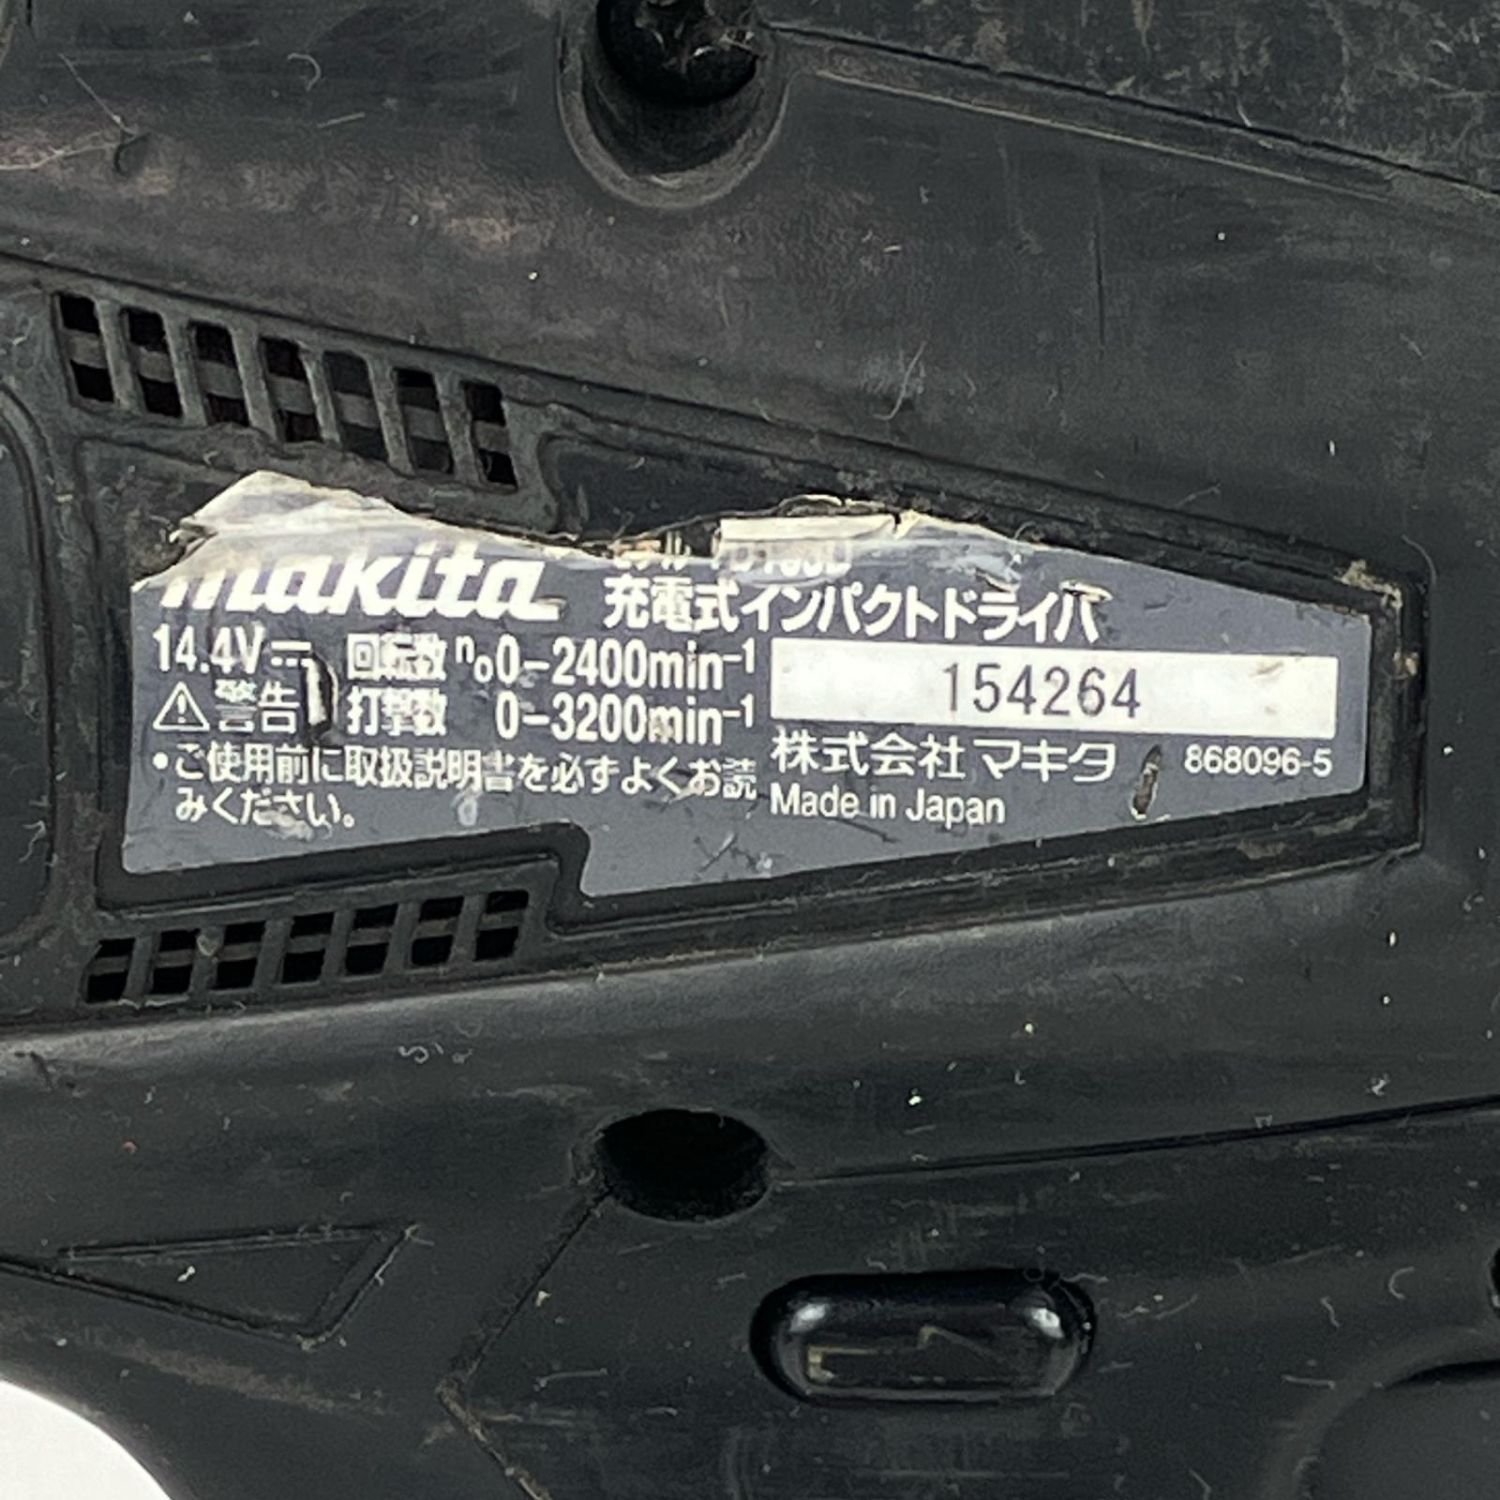 makita
充電式インパクトドライバ
14.4V⎓ 回転数 n₀0-2400min⁻¹
154264
⚠警告 打撃数 0-3200min⁻¹
株式会社マキタ 868096-5
•ご使用前に取扱説明書を必ずよくお読
みください。
Made in Japan